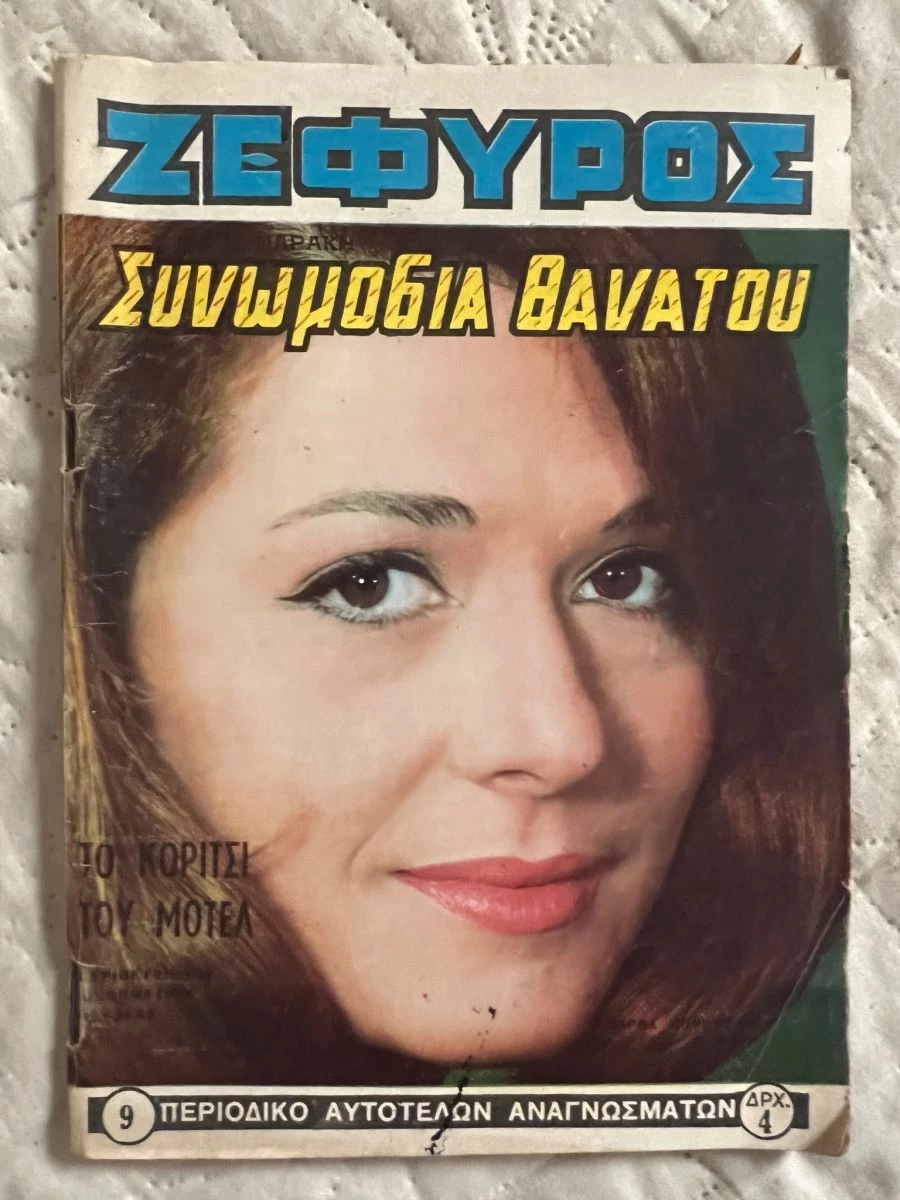 ΖΕΦΥΡΟΣ
Συνωμοσια θανατου
ΤΟ ΚΟΡΙΤΣΙ
ΤΟΥ ΜΟΤΕΛ
9 ΠΕΡΙΟΔΙΚΟ ΑΥΤΟΤΕΛΩΝ ΑΝΑΓΝΩΣΜΑΤΩΝ ΔΡΧ. 4